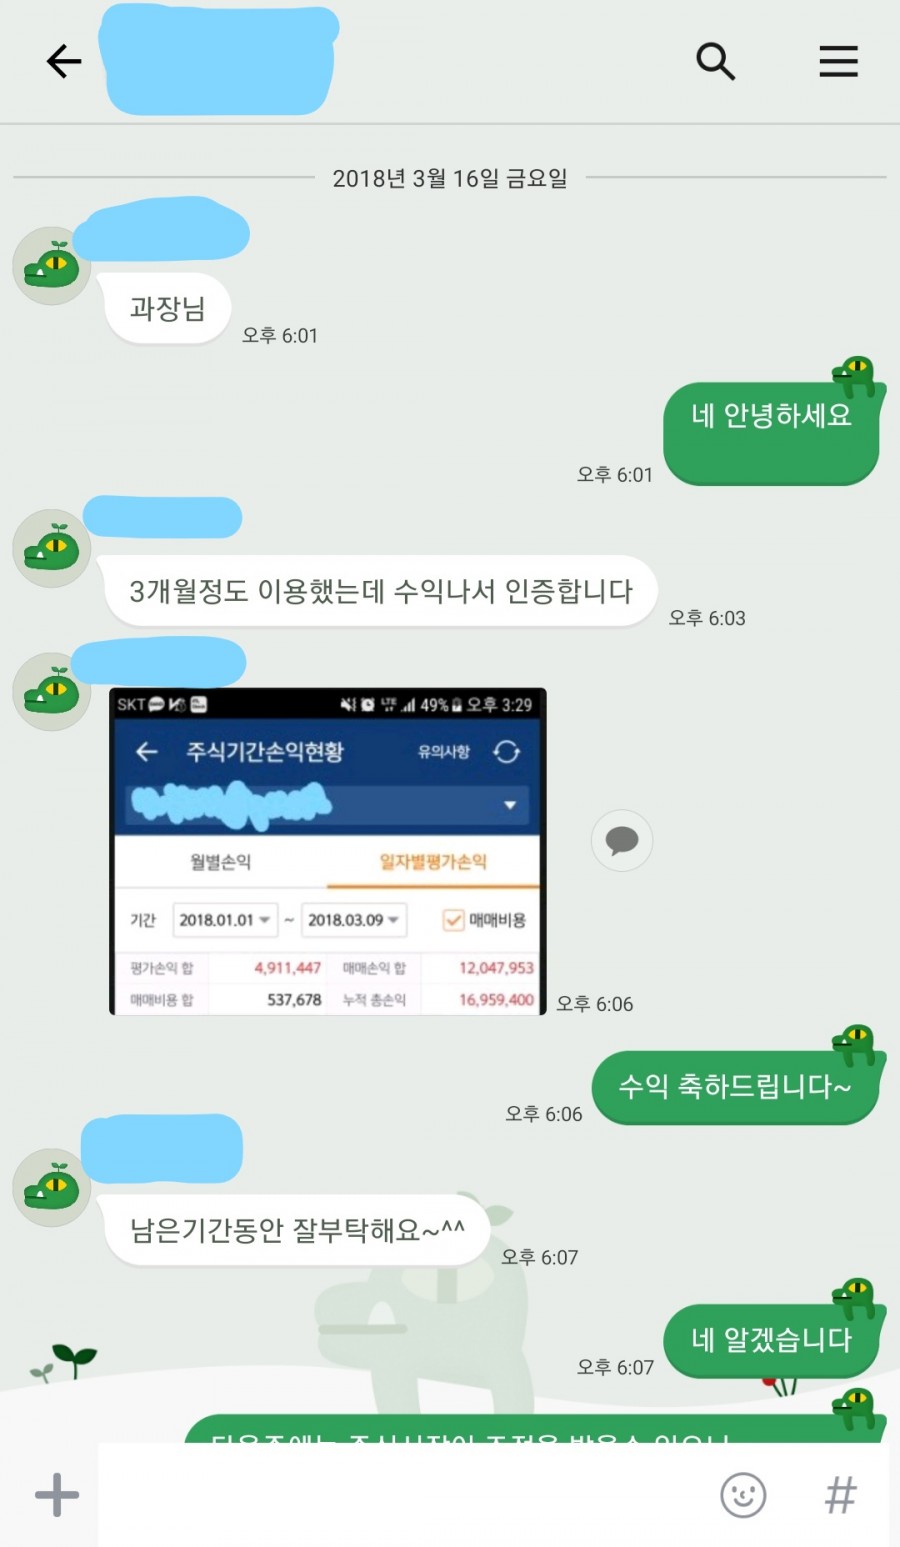 2018년 3월 16일 금요일
과장님
오후 6:01
네 안녕하세요
오후 6:01
3개월정도 이용했는데 수익나서 인증합니다
오후 6:03
SKT 49% 오후 3:29
주식기간손익현황 유의사항
월별손익 일자별평가손익
기간 2018.01.01 ~ 2018.03.09 매매비용
평가손익 합 4,911,447 매매손익 합 12,047,953
매매비용 합 537,678 누적 총손익 16,959,400
오후 6:06
수익 축하드립니다~
오후 6:06
남은기간동안 잘부탁해요~^^
오후 6:07
네 알겠습니다
오후 6:07
#